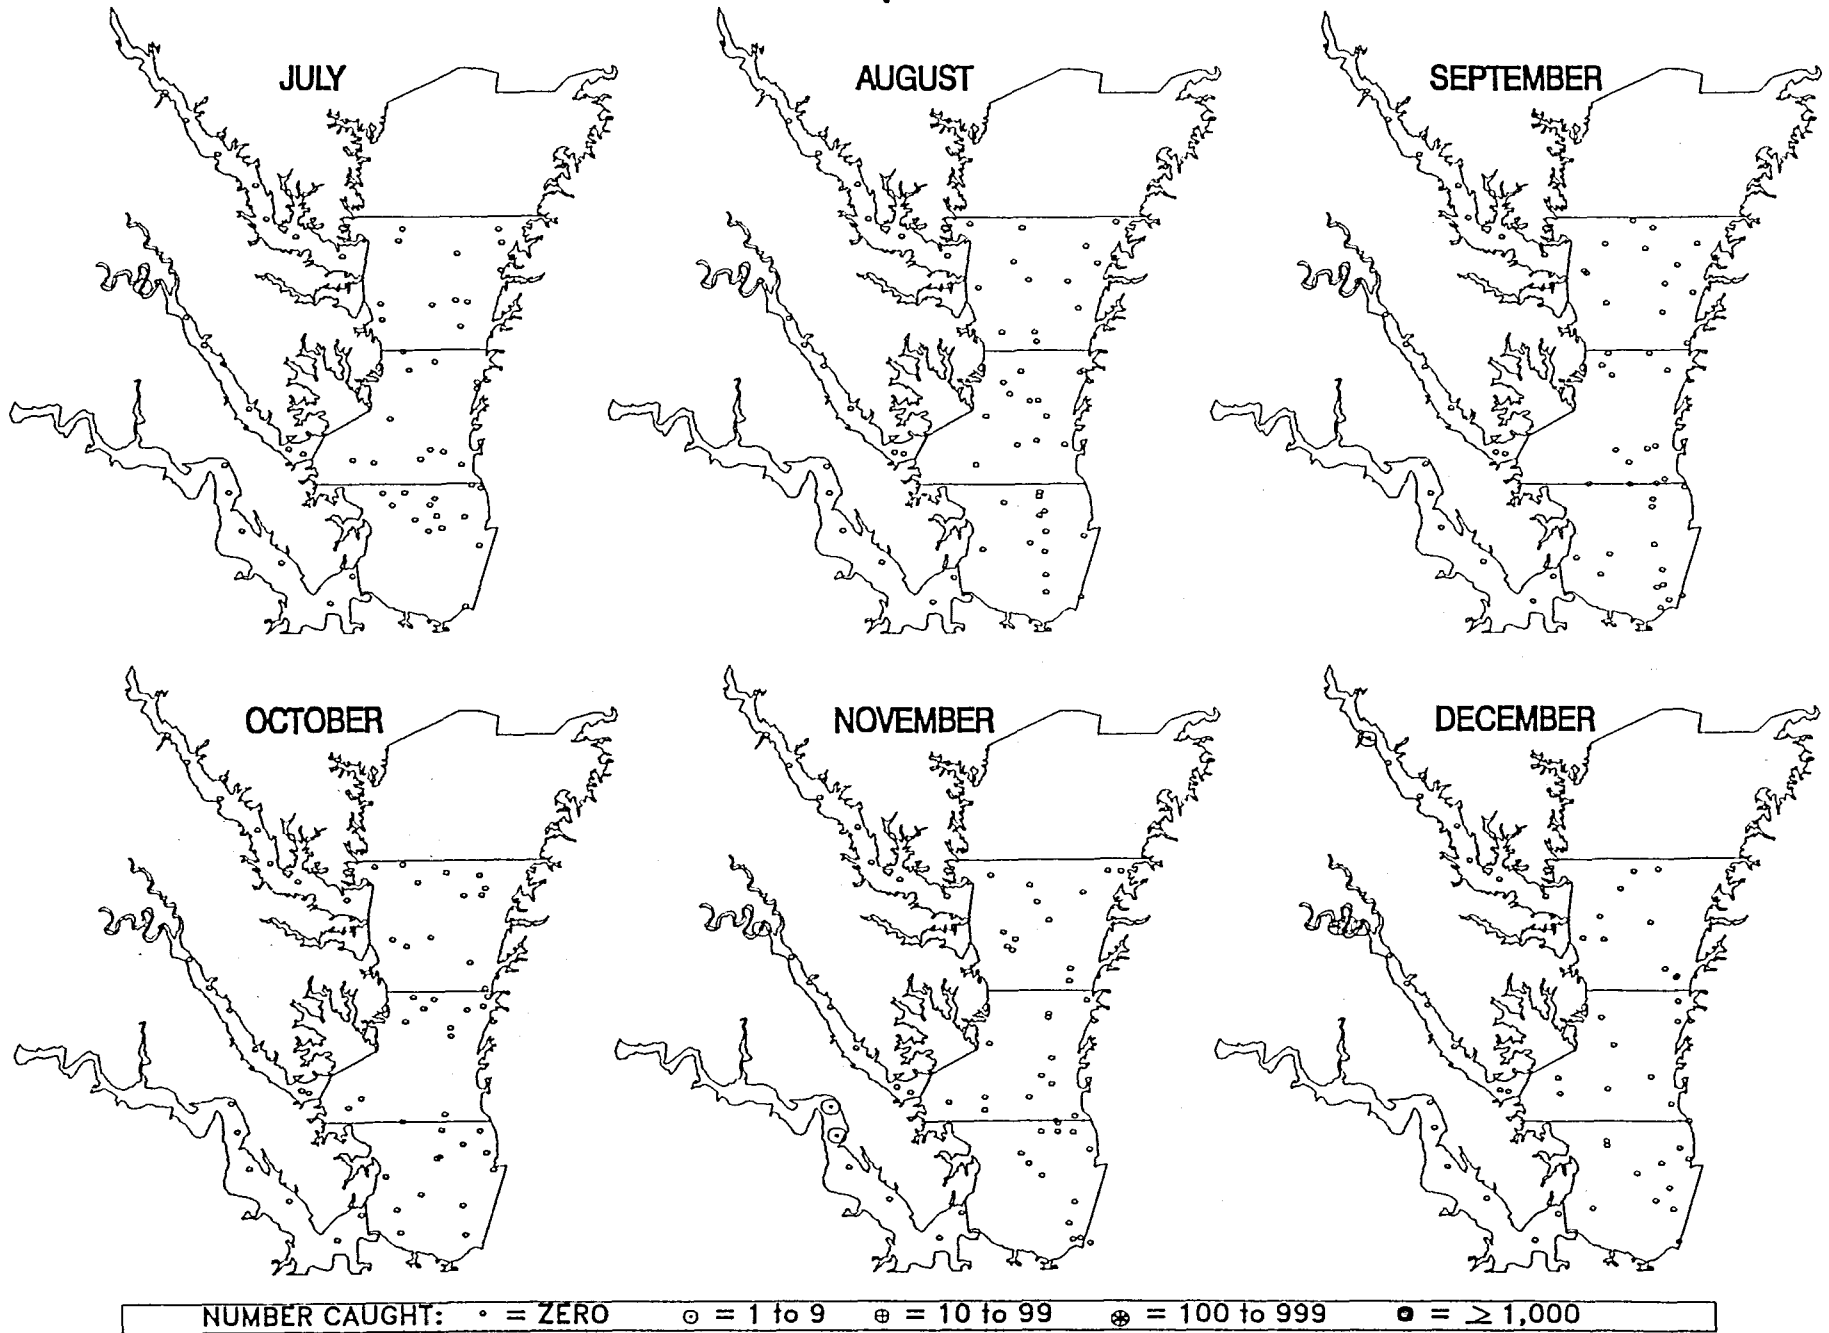 JULY
AUGUST
SEPTEMBER
OCTOBER
NOVEMBER
DECEMBER
NUMBER CAUGHT: = ZERO = 1 to 9 = 10 to 99 = 100 to 999 = ≥ 1,000